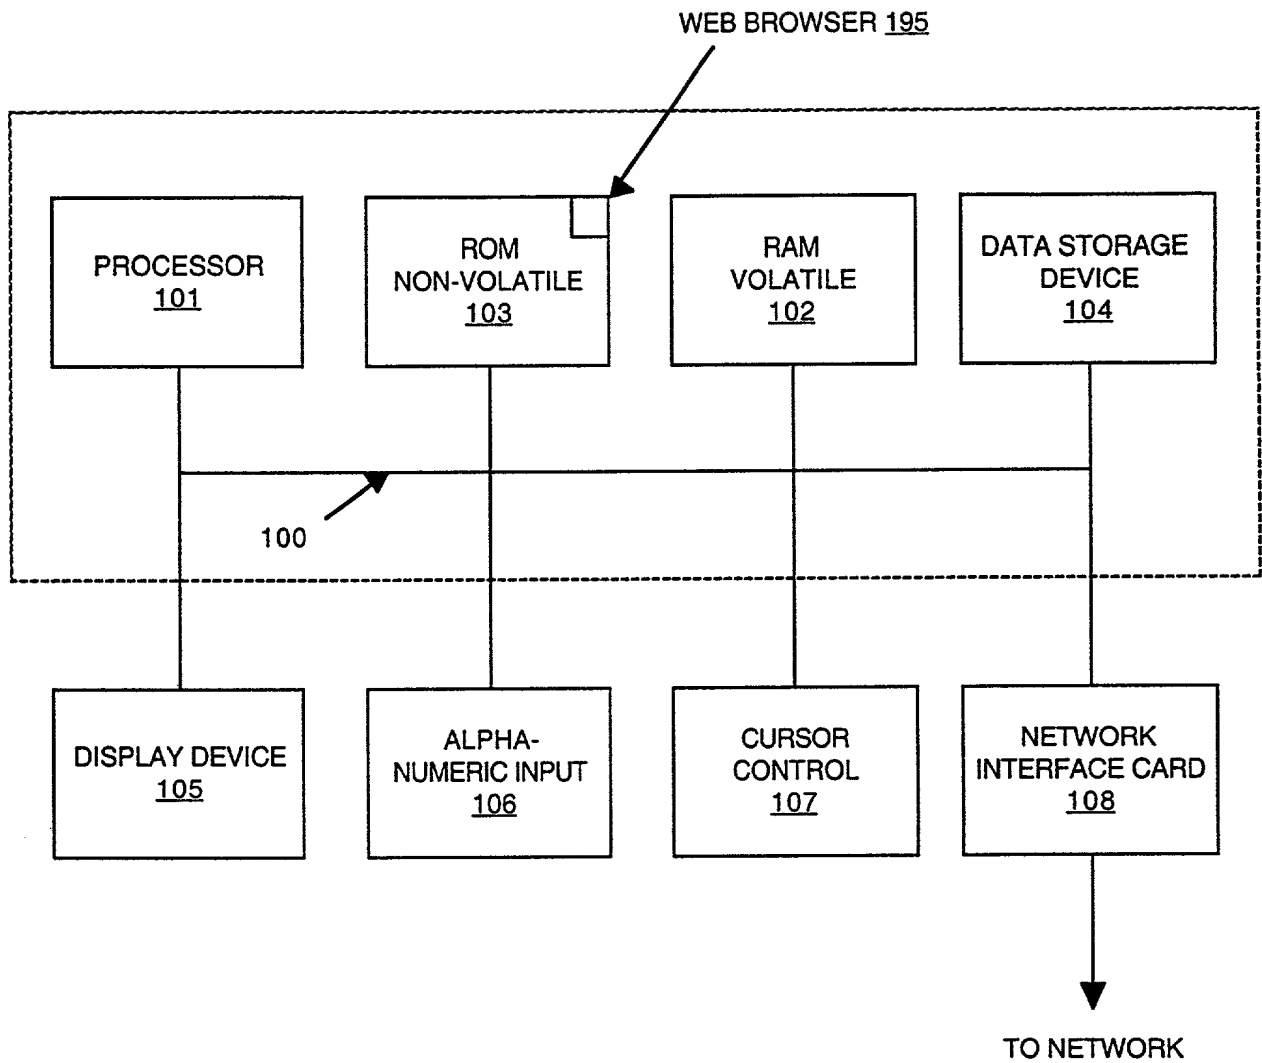 WEB BROWSER 195
PROCESSOR
101
ROM
NON-VOLATILE
103
RAM
VOLATILE
102
DATA STORAGE
DEVICE
104
100
DISPLAY DEVICE
105
ALPHA-
NUMERIC INPUT
106
CURSOR
CONTROL
107
NETWORK
INTERFACE CARD
108
TO NETWORK